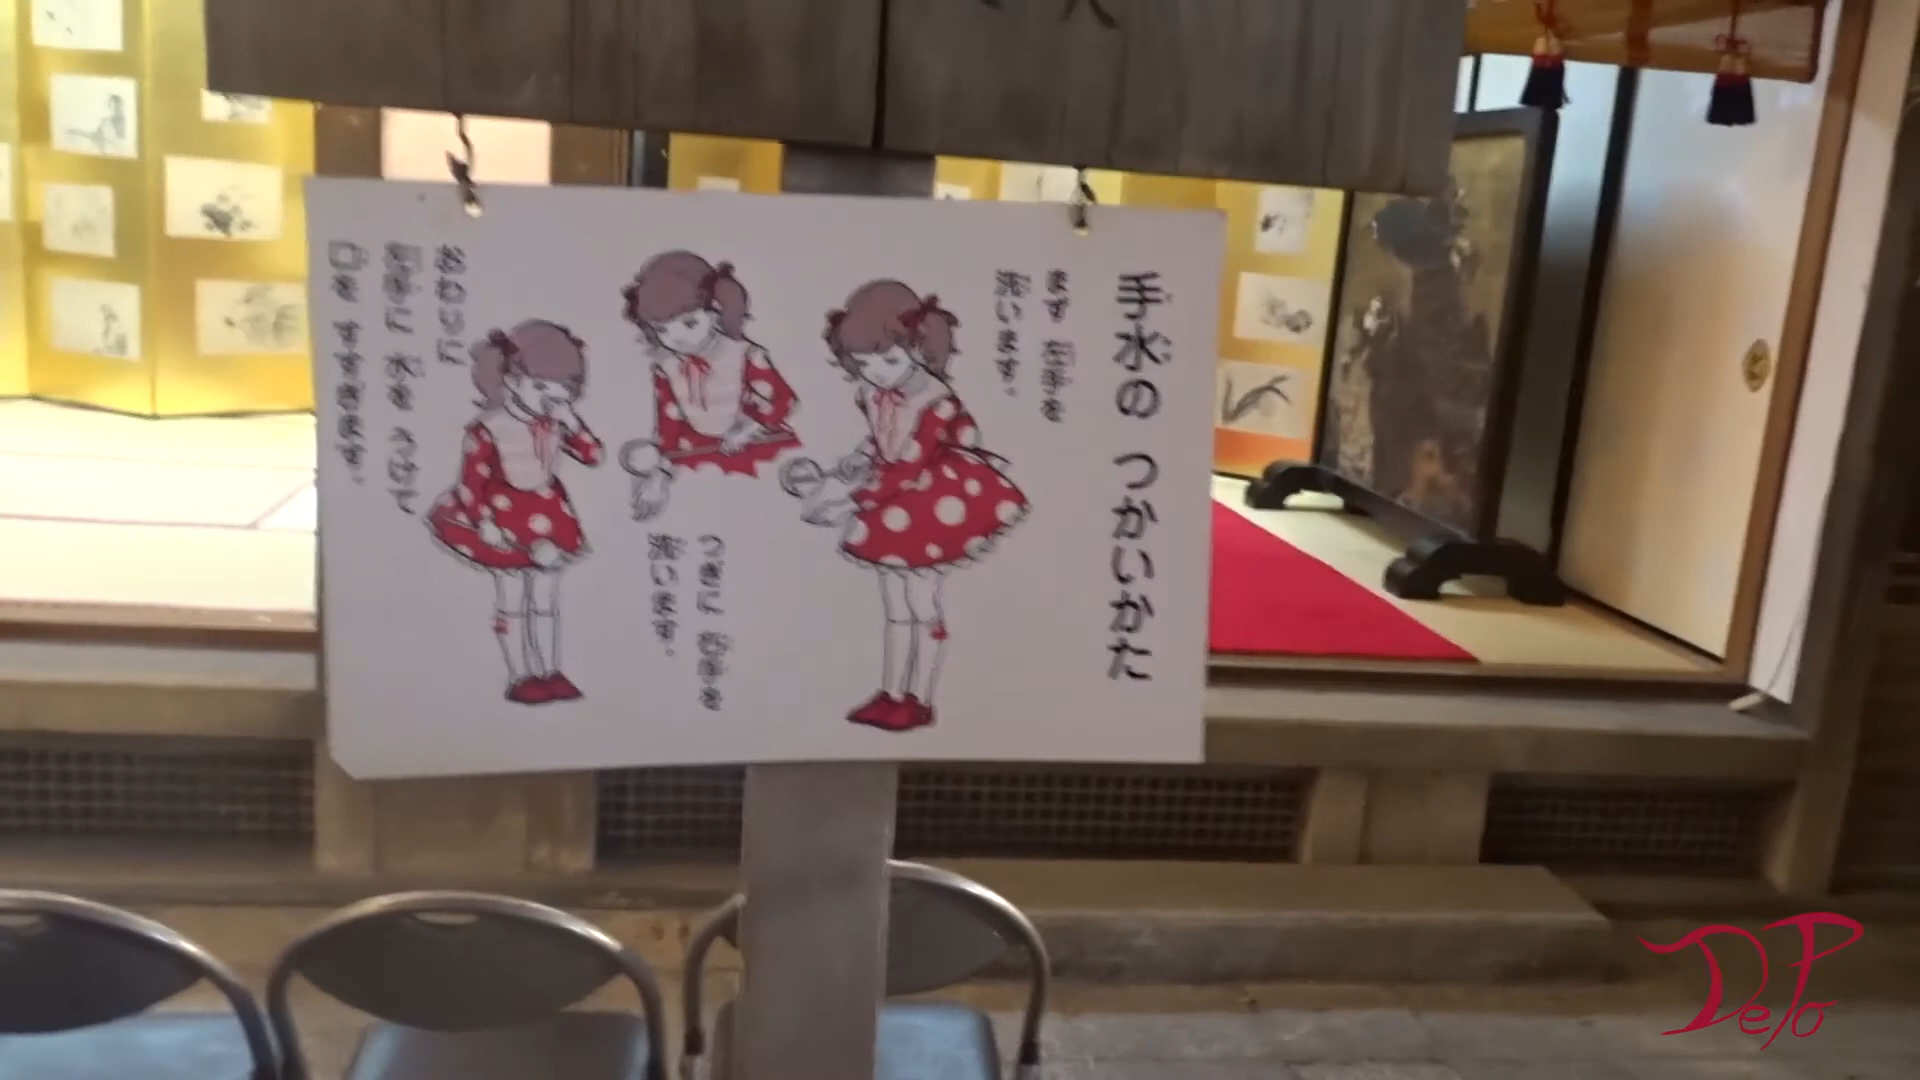 手水の つかいかた
まず 左手を
洗います。
つぎに 右手を
洗います。
おわりに
左手に 水を うけて
口を すすぎます。
DePo